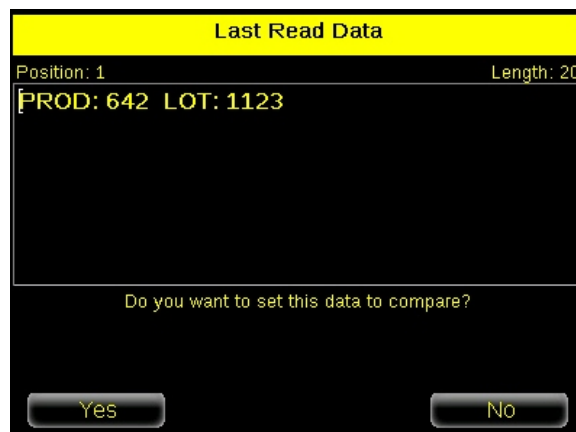 Last Read Data
Position: 1 Length: 20
PROD: 642 LOT: 1123
Do you want to set this data to compare?
Yes No